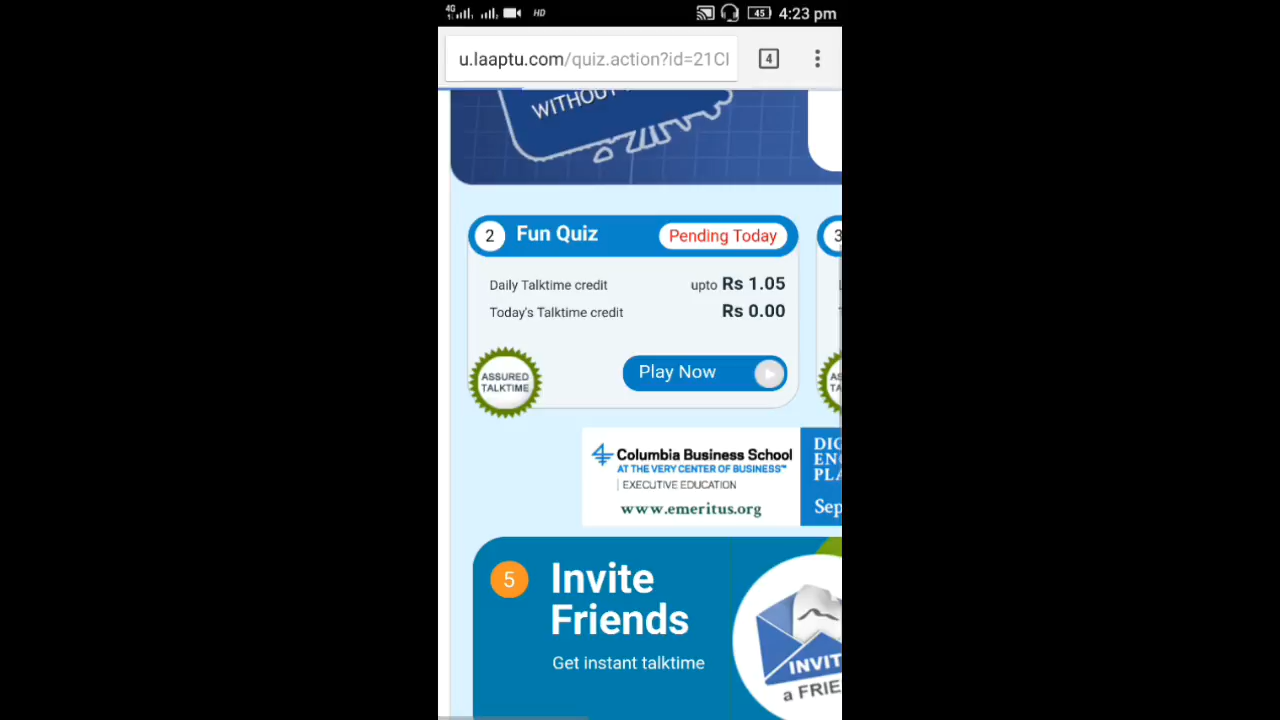 4G HD 45 4:23 pm
u.laaptu.com/quiz.action?id=21Cl
4
WITHOUT
2 Fun Quiz Pending Today
3
Daily Talktime credit upto Rs 1.05
Today's Talktime credit Rs 0.00
ASSURED
TALKTIME
Play Now
Columbia Business School
AT THE VERY CENTER OF BUSINESS™
EXECUTIVE EDUCATION
www.emeritus.org
DIG
EN
PLA
Sep
5 Invite
Friends
Get instant talktime
INVIT
a FRIE